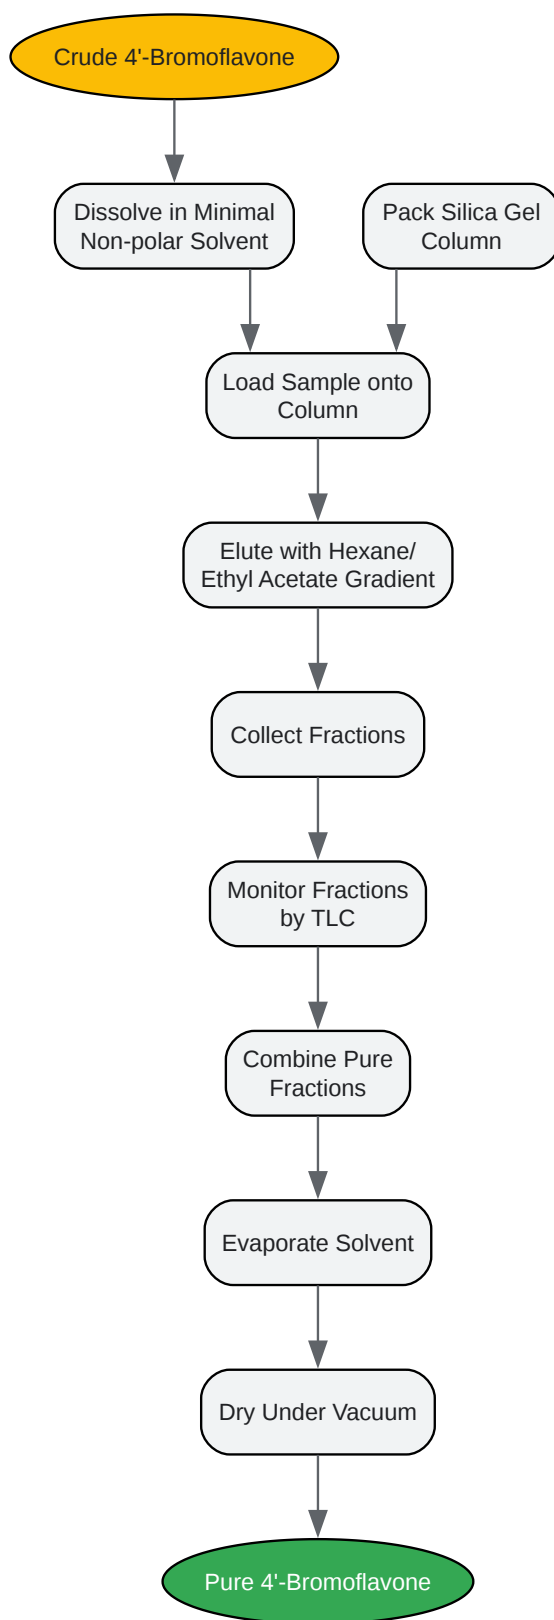 Crude 4'-Bromoflavone
Dissolve in Minimal
Non-polar Solvent
Pack Silica Gel
Column
Load Sample onto
Column
Elute with Hexane/
Ethyl Acetate Gradient
Collect Fractions
Monitor Fractions
by TLC
Combine Pure
Fractions
Evaporate Solvent
Dry Under Vacuum
Pure 4'-Bromoflavone